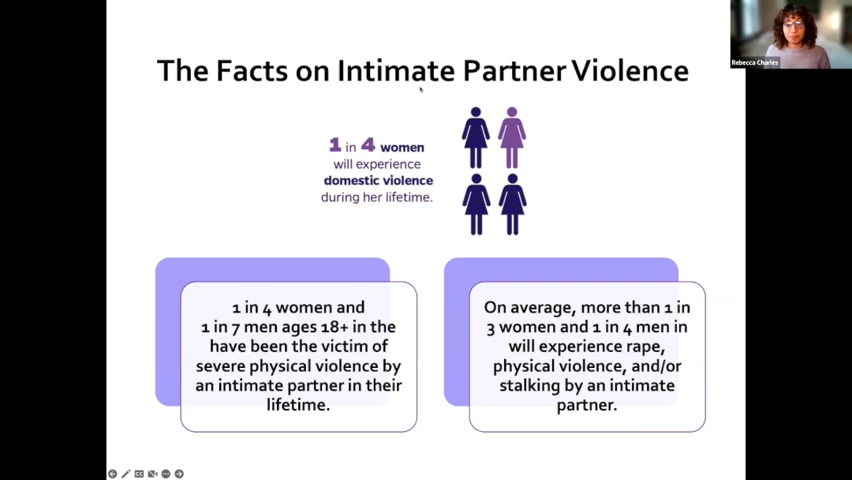 Rebecca Charles
The Facts on Intimate Partner Violence
1 in 4 women
will experience
domestic violence
during her lifetime.
1 in 4 women and
1 in 7 men ages 18+ in the
have been the victim of
severe physical violence by
an intimate partner in their
lifetime.
On average, more than 1 in
3 women and 1 in 4 men in
will experience rape,
physical violence, and/or
stalking by an intimate
partner.
CC